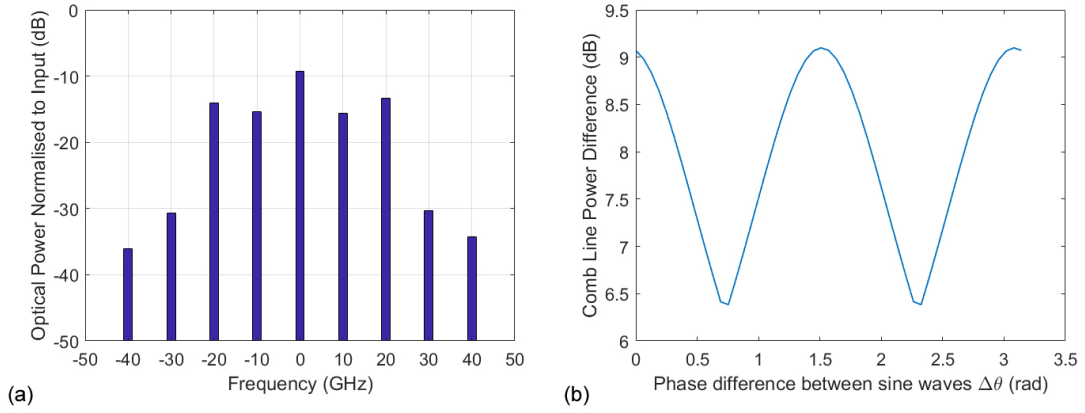 0
-10
-20
-30
-40
-50
-50 -40 -30 -20 -10 0 10 20 30 40 50
Optical Power Normalised to Input (dB)
Frequency (GHz)
(a)
9.5
9
8.5
8
7.5
7
6.5
6
0 0.5 1 1.5 2 2.5 3 3.5
Comb Line Power Difference (dB)
Phase difference between sine waves Δθ (rad)
(b)